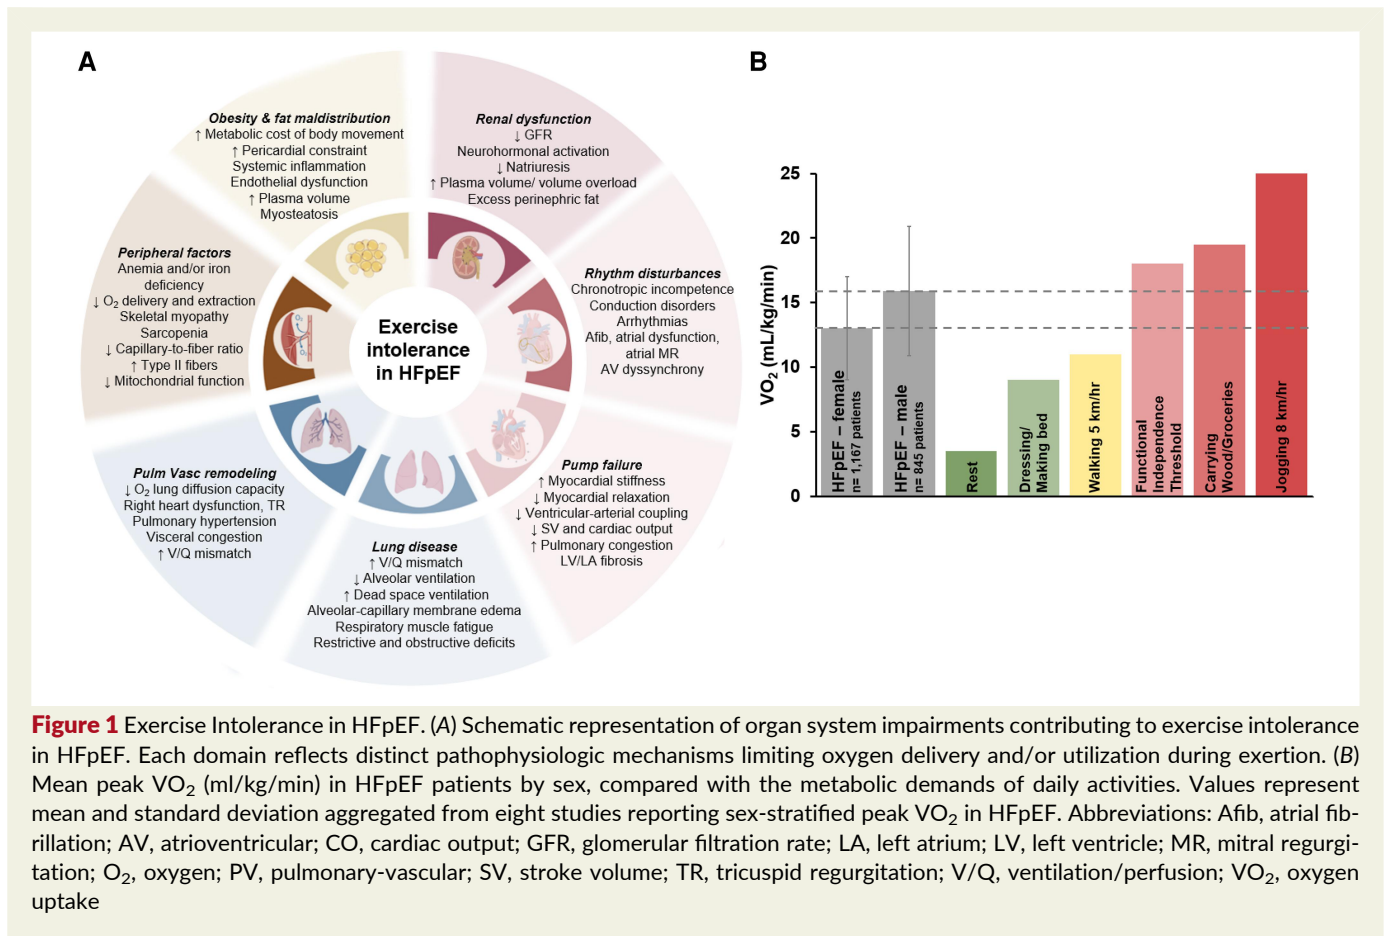 A
Obesity & fat maldistribution
↑ Metabolic cost of body movement
↑ Pericardial constraint
Systemic inflammation
Endothelial dysfunction
↑ Plasma volume
Myosteatosis
Renal dysfunction
↓ GFR
Neurohormonal activation
↓ Natriuresis
↑ Plasma volume/ volume overload
Excess perinephric fat
Rhythm disturbances
Chronotropic incompetence
Conduction disorders
Arrhythmias
Afib, atrial dysfunction,
atrial MR
AV dyssynchrony
Pump failure
↑ Myocardial stiffness
↓ Myocardial relaxation
↓ Ventricular-arterial coupling
↓ SV and cardiac output
↑ Pulmonary congestion
LV/LA fibrosis
Lung disease
↑ V/Q mismatch
↓ Alveolar ventilation
↑ Dead space ventilation
Alveolar-capillary membrane edema
Respiratory muscle fatigue
Restrictive and obstructive deficits
Pulm Vasc remodeling
↓ O₂ lung diffusion capacity
Right heart dysfunction, TR
Pulmonary hypertension
Visceral congestion
↑ V/Q mismatch
Peripheral factors
Anemia and/or iron
deficiency
↓ O₂ delivery and extraction
Skeletal myopathy
Sarcopenia
↓ Capillary-to-fiber ratio
↑ Type II fibers
↓ Mitochondrial function
O₂
O₂
Exercise
intolerance
in HFpEF
B
VO₂ (mL/kg/min)
25
20
15
10
5
0
HFpEF – female
n= 1,167 patients
HFpEF – male
n= 845 patients
Rest
Dressing/
Making bed
Walking 5 km/hr
Functional
Independence
Threshold
Carrying
Wood/Groceries
Jogging 8 km/hr
Figure 1 Exercise Intolerance in HFpEF. (A) Schematic representation of organ system impairments contributing to exercise intolerance
in HFpEF. Each domain reflects distinct pathophysiologic mechanisms limiting oxygen delivery and/or utilization during exertion. (B)
Mean peak VO₂ (ml/kg/min) in HFpEF patients by sex, compared with the metabolic demands of daily activities. Values represent
mean and standard deviation aggregated from eight studies reporting sex-stratified peak VO₂ in HFpEF. Abbreviations: Afib, atrial fib-
rillation; AV, atrioventricular; CO, cardiac output; GFR, glomerular filtration rate; LA, left atrium; LV, left ventricle; MR, mitral regurgi-
tation; O₂, oxygen; PV, pulmonary-vascular; SV, stroke volume; TR, tricuspid regurgitation; V/Q, ventilation/perfusion; VO₂, oxygen
uptake